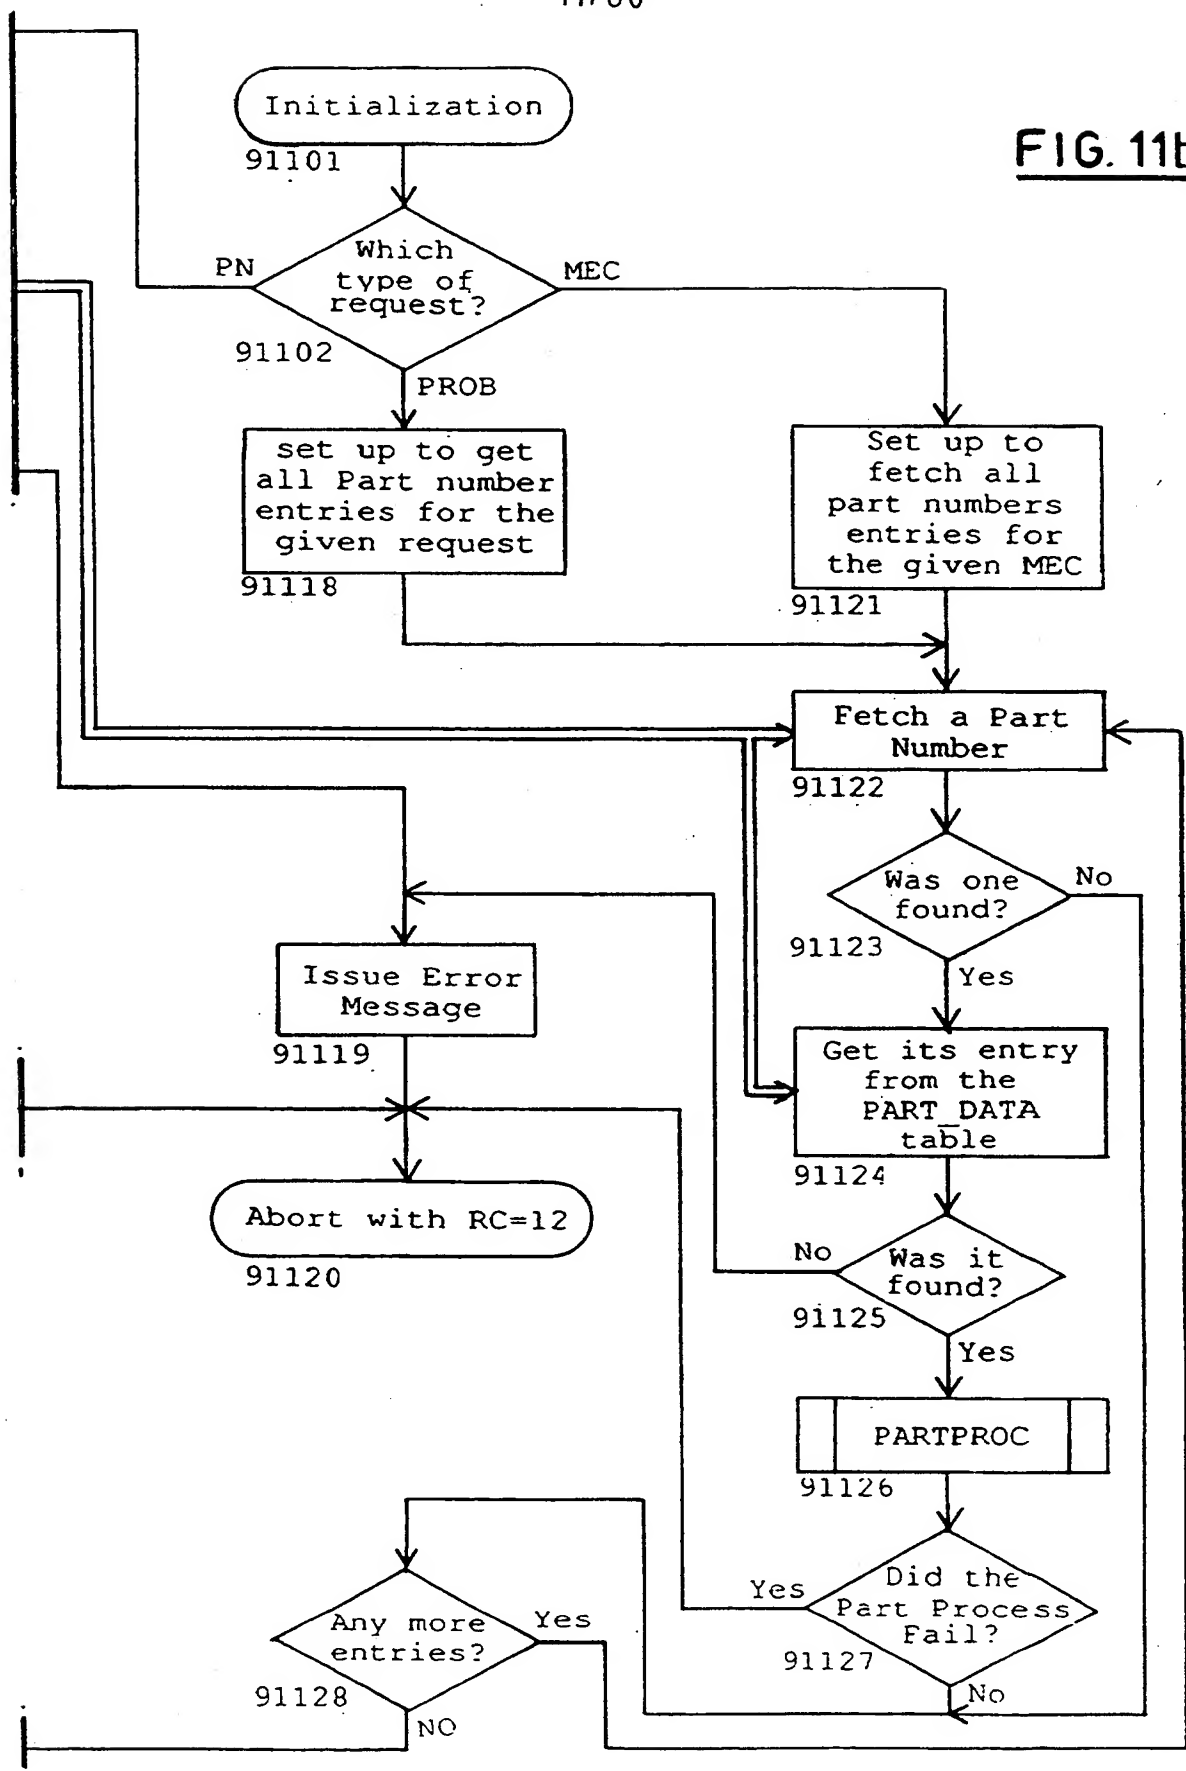 Initialization
91101
FIG. 11b
Which
type of
request?
PN
MEC
91102
PROB
set up to get
all Part number
entries for the
given request
91118
Set up to
fetch all
part numbers
entries for
the given MEC
91121
Fetch a Part
Number
91122
Was one
found?
No
91123
Yes
Issue Error
Message
91119
Get its entry
from the
PART_DATA
table
91124
Abort with RC=12
91120
No
Was it
found?
91125
Yes
PARTPROC
91126
Did the
Part Process
Fail?
Yes
91127
No
Any more
entries?
Yes
91128
NO